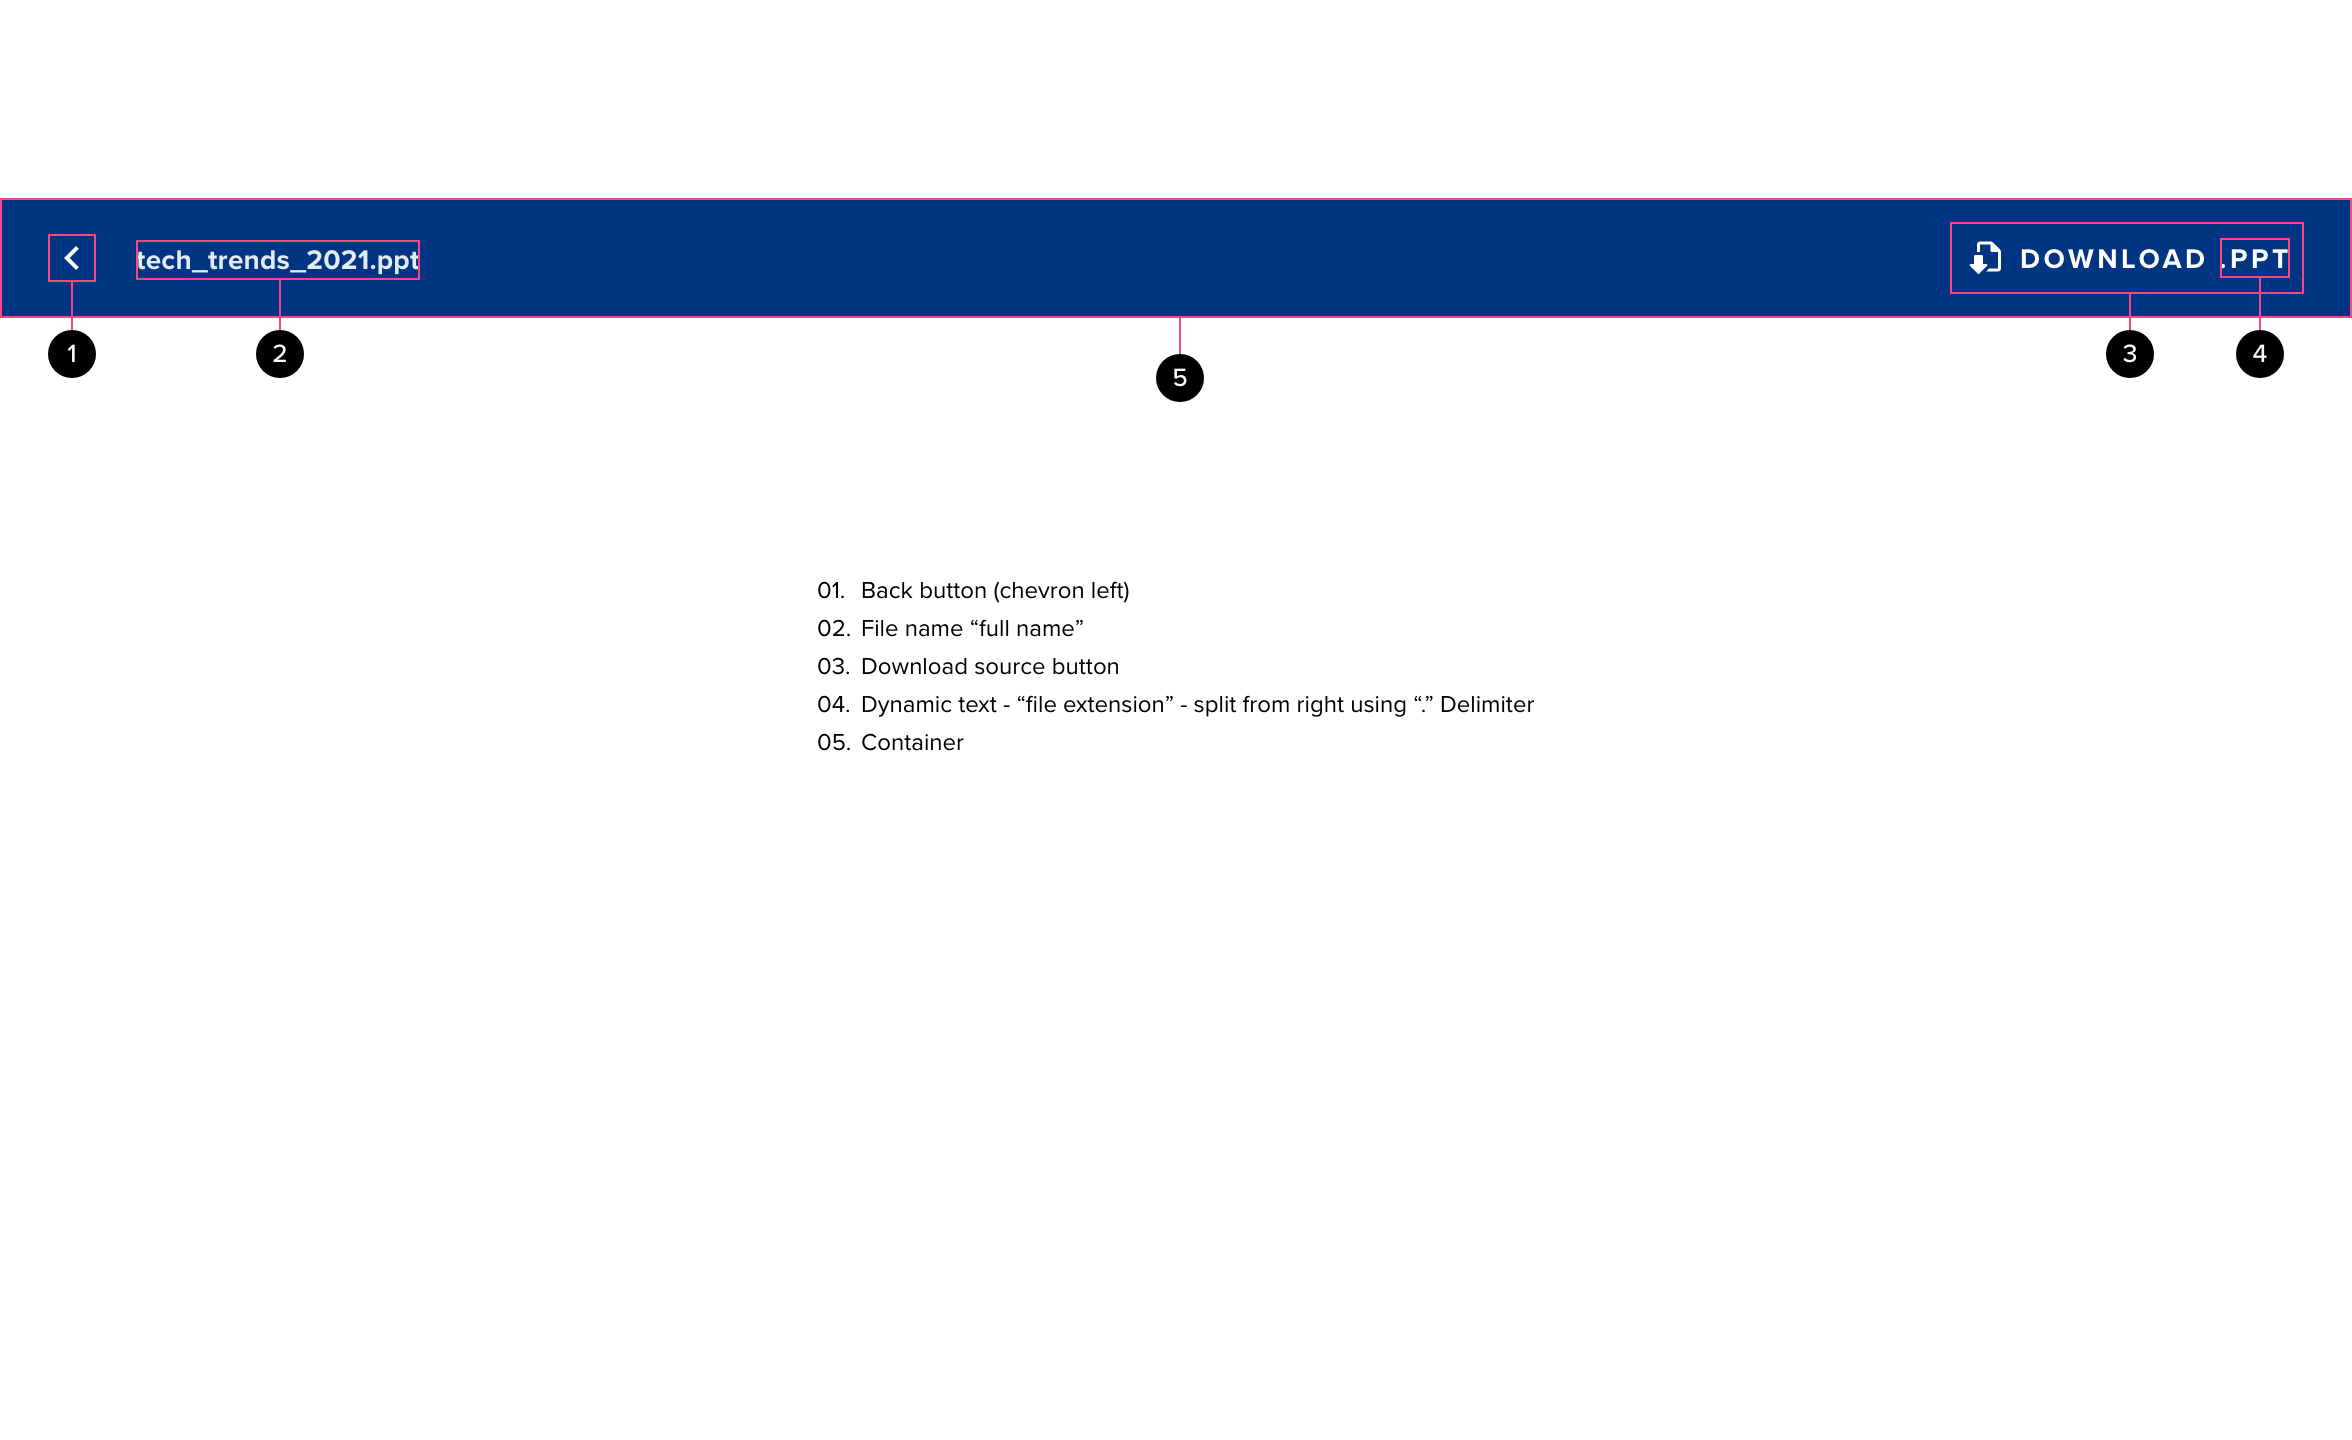 tech_trends_2021.ppt
DOWNLOAD .PPT
1
2
3
4
5
01. Back button (chevron left)
02. File name “full name”
03. Download source button
04. Dynamic text - “file extension” - split from right using “.” Delimiter
05. Container